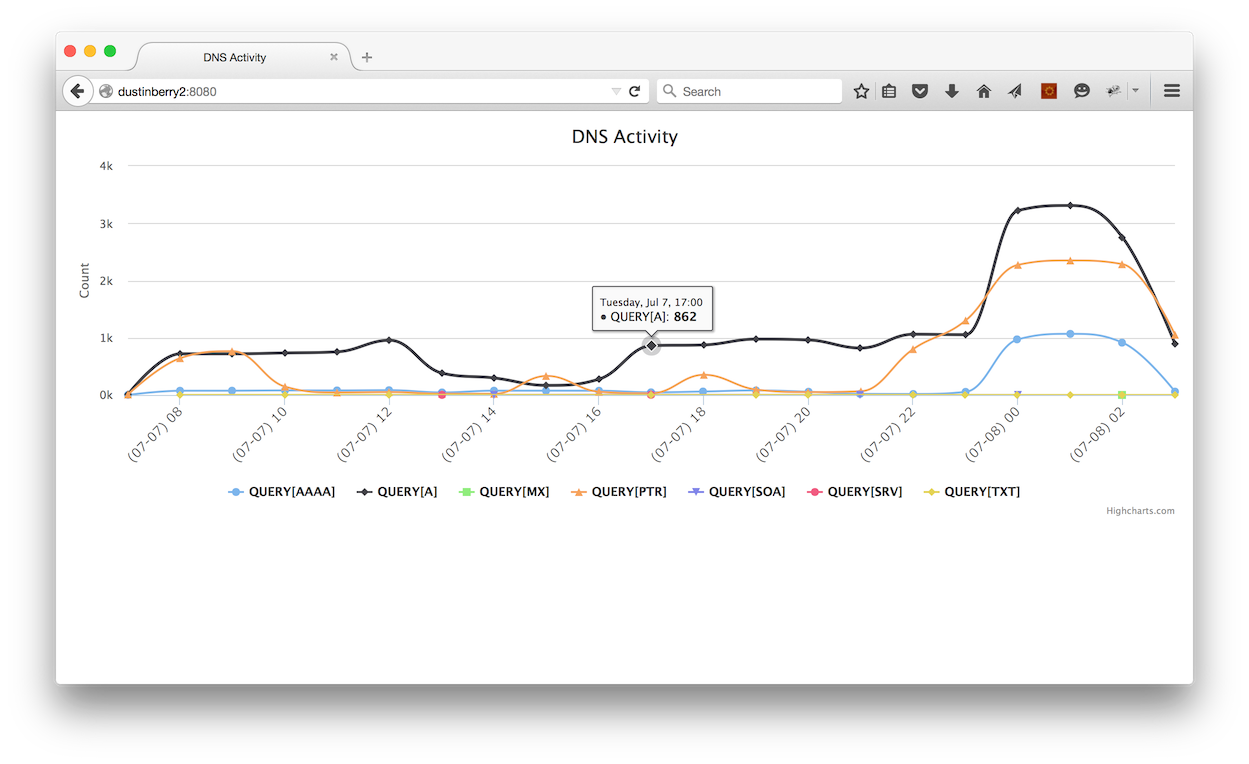 DNS Activity
dustinberry2:8080
Search
DNS Activity
4k
3k
2k
1k
0k
Count
Tuesday, Jul 7, 17:00
QUERY[A]: 862
(07-07) 08
(07-07) 10
(07-07) 12
(07-07) 14
(07-07) 16
(07-07) 18
(07-07) 20
(07-07) 22
(07-08) 00
(07-08) 02
QUERY[AAAA] QUERY[A] QUERY[MX] QUERY[PTR] QUERY[SOA] QUERY[SRV] QUERY[TXT]
Highcharts.com